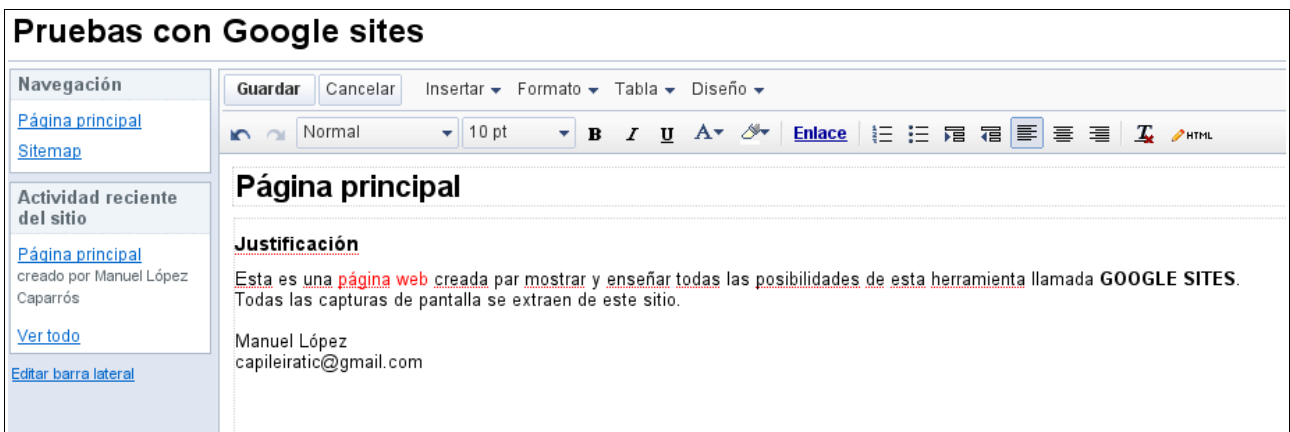 Pruebas con Google sites
Navegación
Página principal
Sitemap
Actividad reciente
del sitio
Página principal
creado por Manuel López
Caparrós
Ver todo
Editar barra lateral
Guardar Cancelar Insertar Formato Tabla Diseño
Normal 10 pt B I U A Enlace T HTML
Página principal
Justificación
Esta es una página web creada par mostrar y enseñar todas las posibilidades de esta herramienta llamada GOOGLE SITES.
Todas las capturas de pantalla se extraen de este sitio.
Manuel López
capileiratic@gmail.com